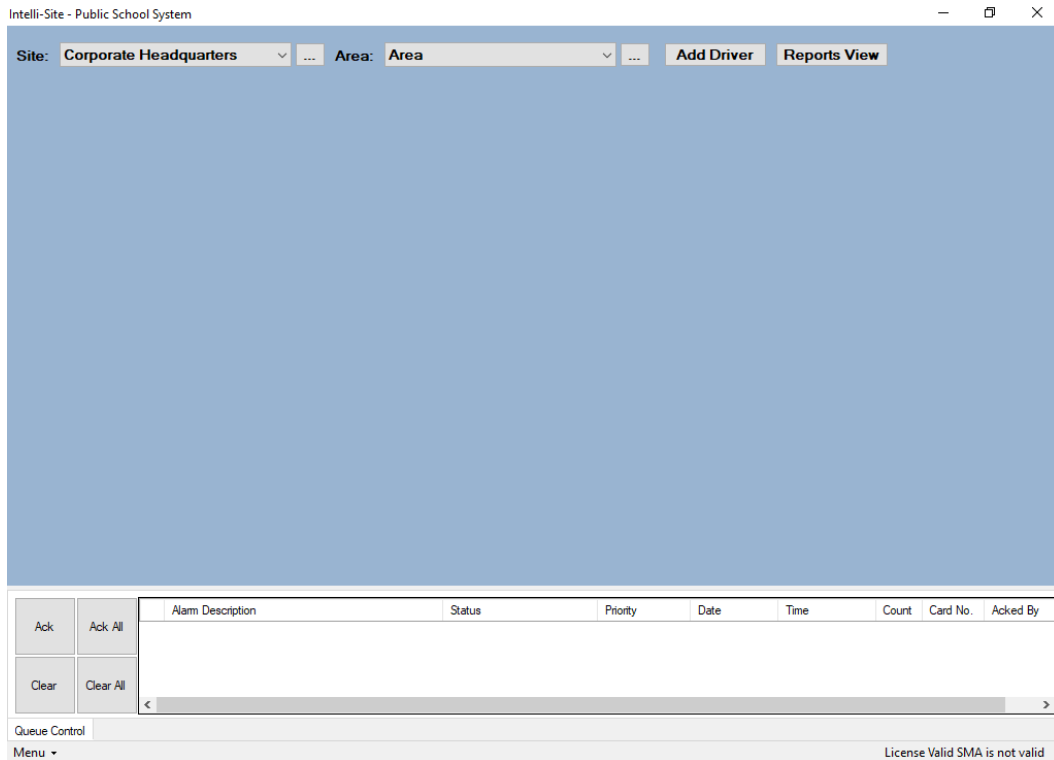 Intelli-Site - Public School System
Site: Corporate Headquarters ... Area: Area ... Add Driver Reports View
Alarm Description Status Priority Date Time Count Card No. Acked By
Ack Ack All
Clear Clear All
Queue Control
Menu License Valid SMA is not valid